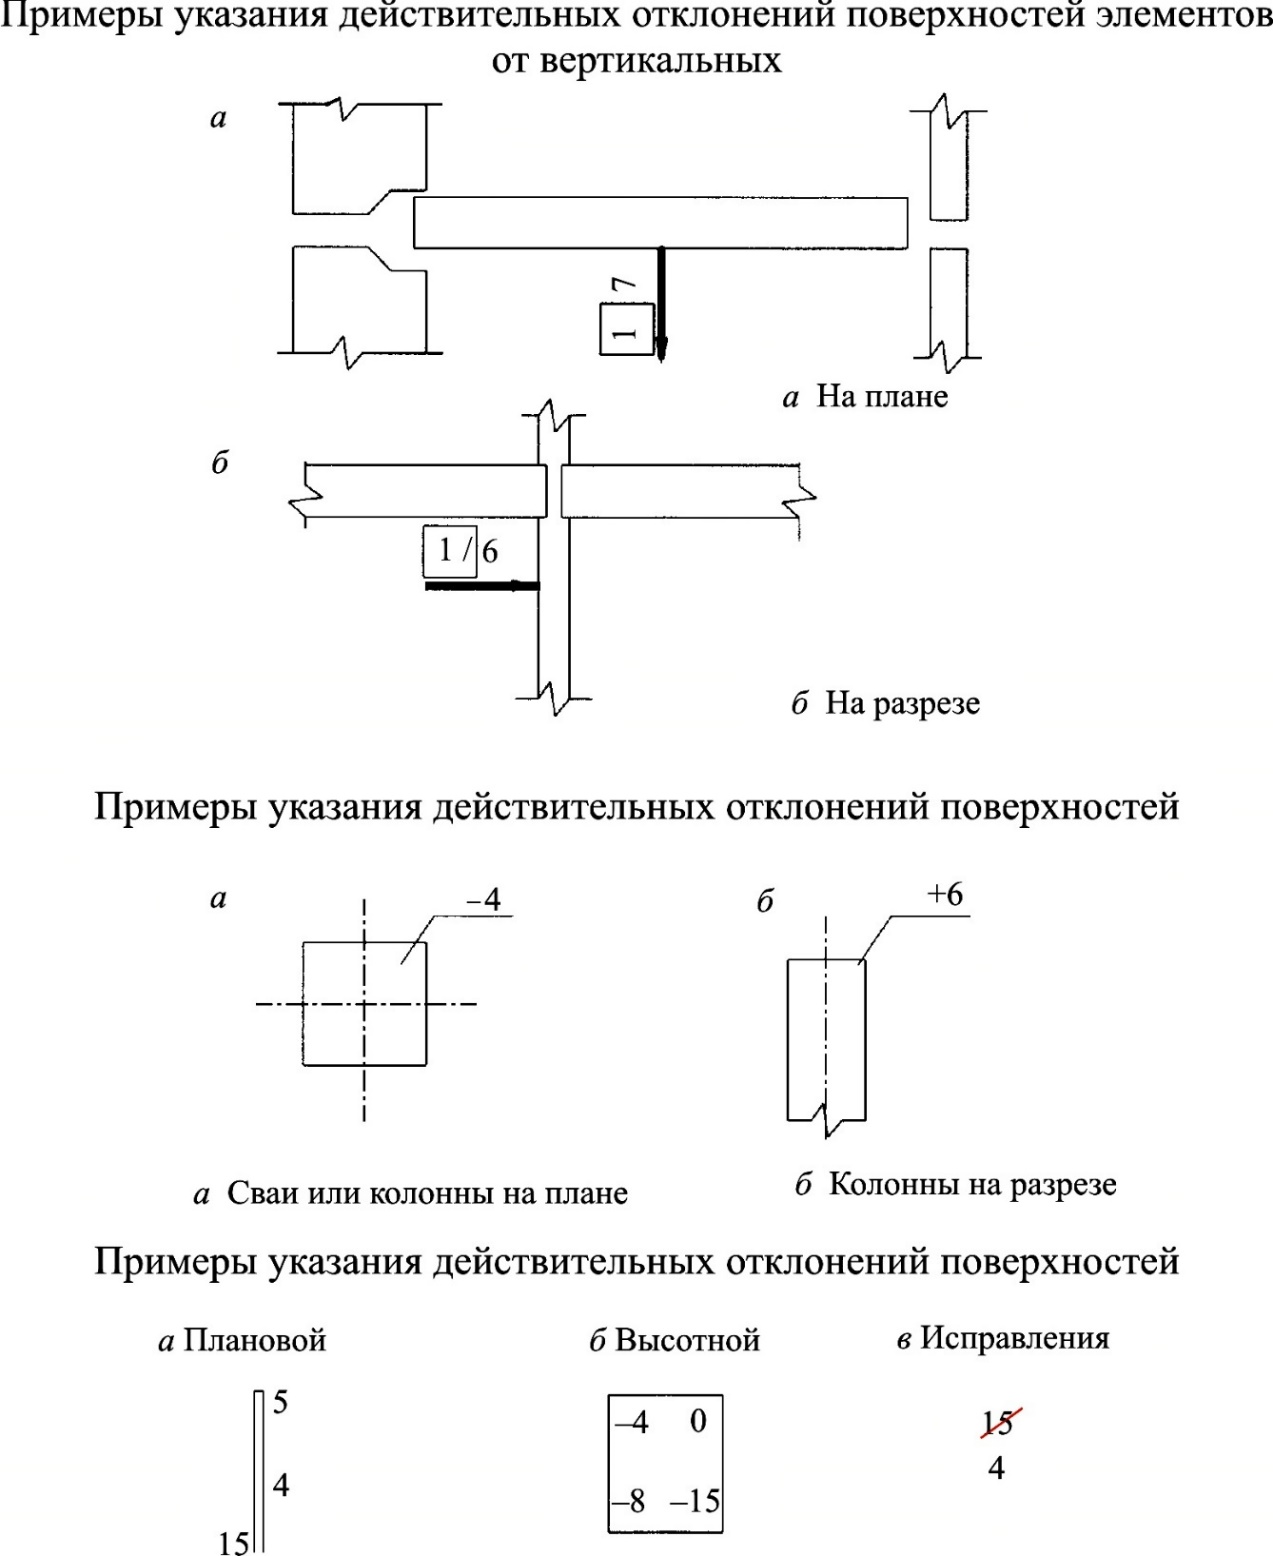 Примеры указания действительных отклонений поверхностей элементов
от вертикальных
а
1 7
а На плане
б
1 / 6
б На разрезе
Примеры указания действительных отклонений поверхностей
а
–4
б
+6
а Сваи или колонны на плане
б Колонны на разрезе
Примеры указания действительных отклонений поверхностей
а Плановой
б Высотной
в Исправления
5
4
15
–4 0
–8 –15
15
4